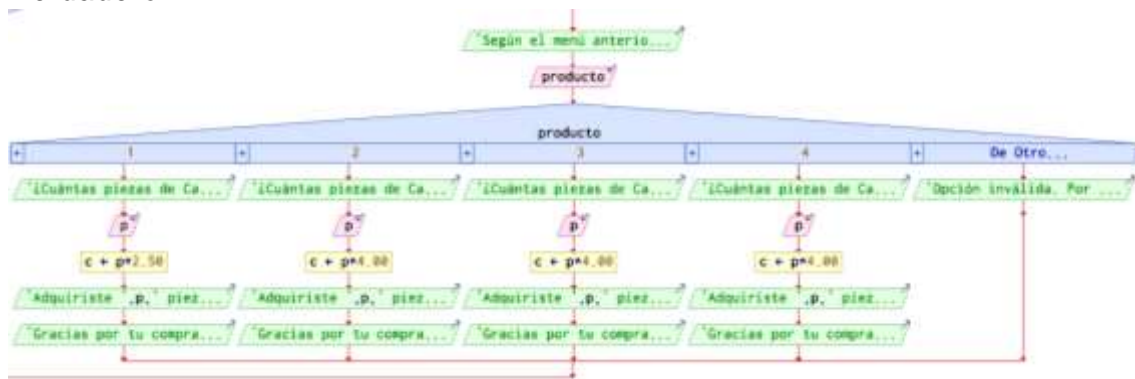 'Según el menú anterio...
producto
producto
1 2 3 4 De Otro...
'¿Cuántas piezas de Ca... '¿Cuántas piezas de Ca... '¿Cuántas piezas de Ca... '¿Cuántas piezas de Ca... 'Opción inválida. Por ...
p p p p
c ← p*2.50 c ← p*4.00 c ← p*4.00 c ← p*4.00
'Adquiriste ',p,' piez... 'Adquiriste ',p,' piez... 'Adquiriste ',p,' piez... 'Adquiriste ',p,' piez...
'Gracias por tu compra... 'Gracias por tu compra... 'Gracias por tu compra... 'Gracias por tu compra...